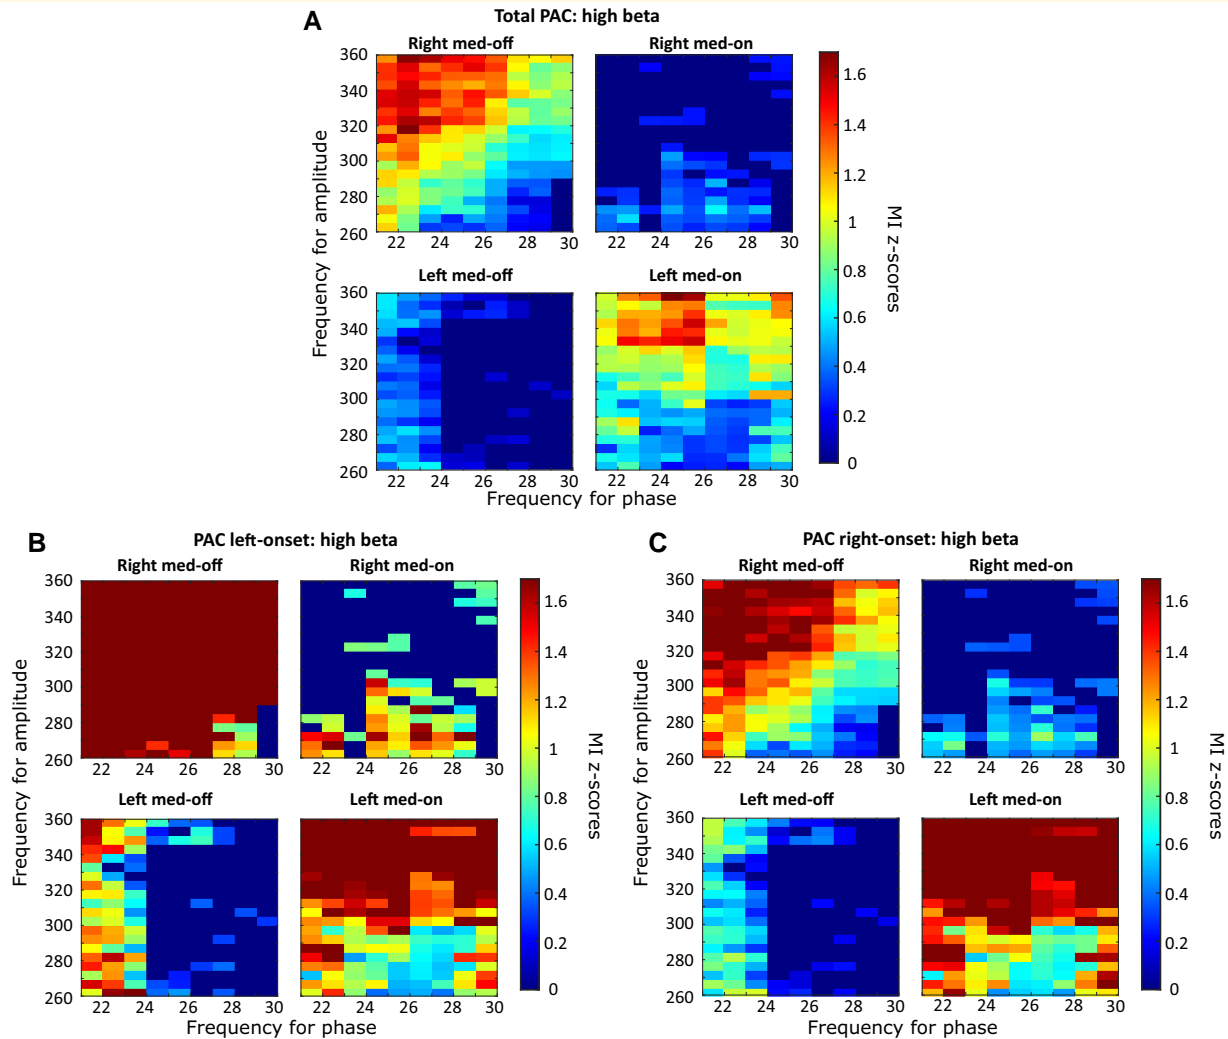 A
Total PAC: high beta
Right med-off
Right med-on
360
340
320
300
280
260
22 24 26 28 30
22 24 26 28 30
Left med-off
Left med-on
360
340
320
300
280
260
22 24 26 28 30
22 24 26 28 30
Frequency for amplitude
Frequency for phase
1.6
1.4
1.2
1
0.8
0.6
0.4
0.2
0
MI z-scores
B
PAC left-onset: high beta
Right med-off
Right med-on
360
340
320
300
280
260
22 24 26 28 30
22 24 26 28 30
Left med-off
Left med-on
360
340
320
300
280
260
22 24 26 28 30
22 24 26 28 30
Frequency for amplitude
Frequency for phase
1.6
1.4
1.2
1
0.8
0.6
0.4
0.2
0
MI z-scores
C
PAC right-onset: high beta
Right med-off
Right med-on
360
340
320
300
280
260
22 24 26 28 30
22 24 26 28 30
Left med-off
Left med-on
360
340
320
300
280
260
22 24 26 28 30
22 24 26 28 30
Frequency for amplitude
Frequency for phase
1.6
1.4
1.2
1
0.8
0.6
0.4
0.2
0
MI z-scores